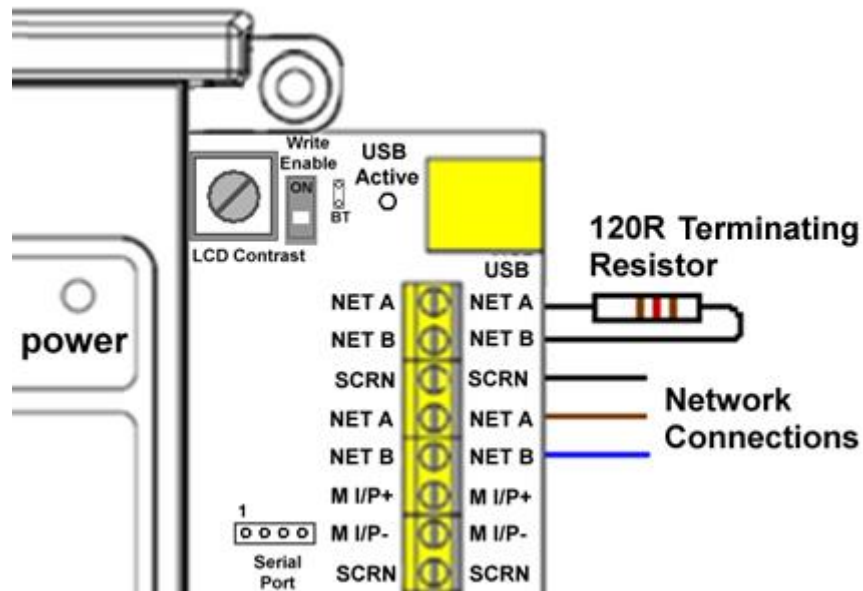 Write
Enable
USB
Active
ON
BT
LCD Contrast
USB
120R Terminating
Resistor
power
NET A NET A
NET B NET B
SCRN SCRN
NET A NET A
NET B NET B
Network
Connections
M I/P+ M I/P+
1
M I/P- M I/P-
Serial
Port
SCRN SCRN